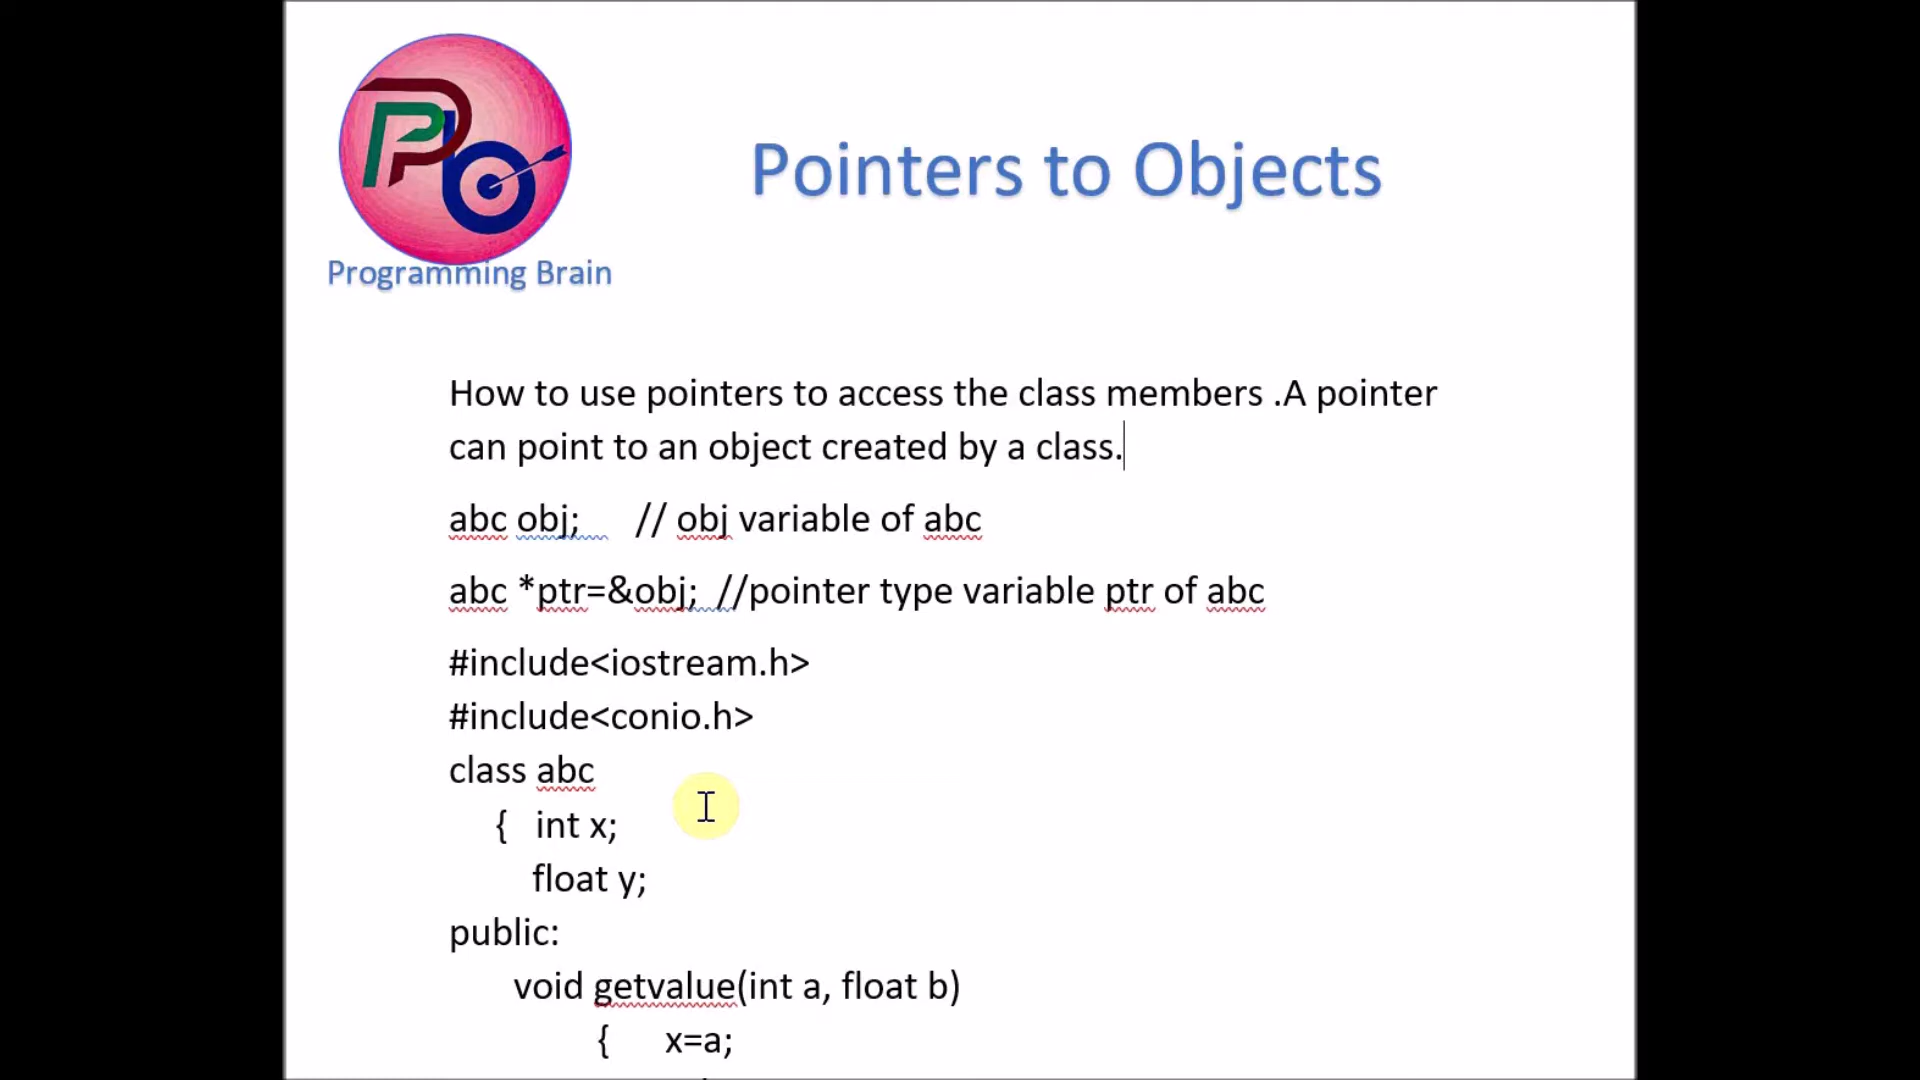 Pointers to Objects
Programming Brain
How to use pointers to access the class members .A pointer
can point to an object created by a class.
abc obj; // obj variable of abc
abc *ptr=&obj; //pointer type variable ptr of abc
#include<iostream.h>
#include<conio.h>
class abc
{ int x;
float y;
public:
void getvalue(int a, float b)
{ x=a;